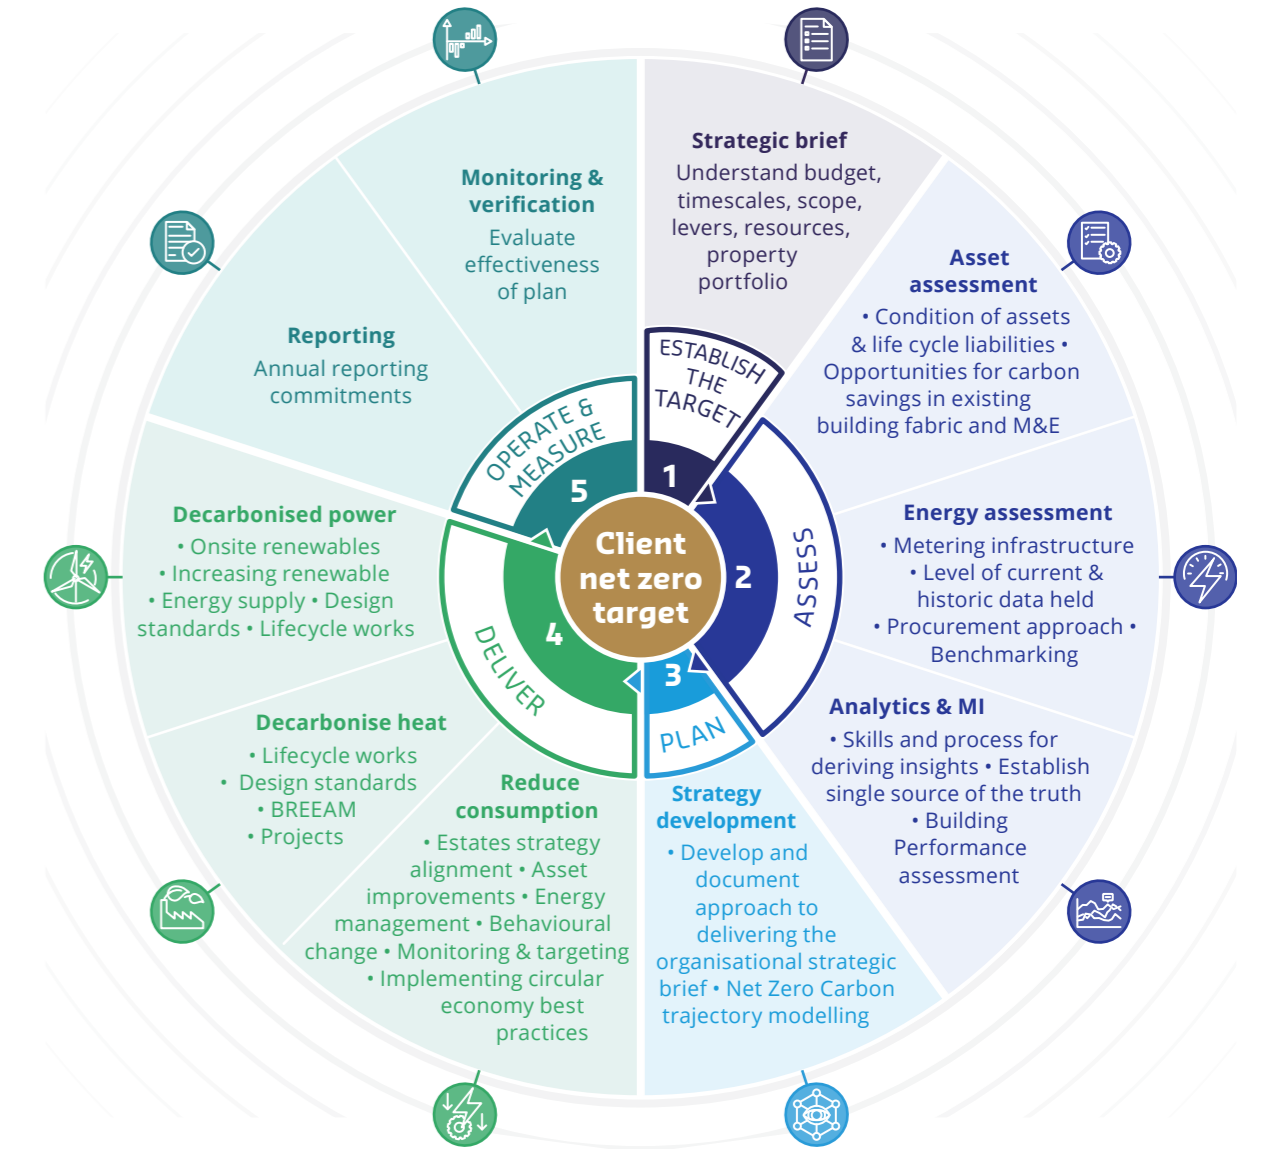 Client
net zero
target
1
ESTABLISH
THE
TARGET
Strategic brief
Understand budget,
timescales, scope,
levers, resources,
property
portfolio
2
ASSESS
Asset
assessment
• Condition of assets
& life cycle liabilities •
Opportunities for carbon
savings in existing
building fabric and M&E
Energy assessment
• Metering infrastructure
• Level of current &
historic data held
• Procurement approach •
Benchmarking
Analytics & MI
• Skills and process for
deriving insights • Establish
single source of the truth
• Building
Performance
assessment
3
PLAN
Strategy
development
• Develop and
document
approach to
delivering the
organisational strategic
brief • Net Zero Carbon
trajectory modelling
4
DELIVER
Reduce
consumption
• Estates strategy
alignment • Asset
improvements • Energy
management • Behavioural
change • Monitoring & targeting
• Implementing circular
economy best
practices
Decarbonise heat
• Lifecycle works
• Design standards
• BREEAM
• Projects
Decarbonised power
• Onsite renewables
• Increasing renewable
• Energy supply • Design
standards • Lifecycle works
5
OPERATE &
MEASURE
Reporting
Annual reporting
commitments
Monitoring &
verification
Evaluate
effectiveness
of plan